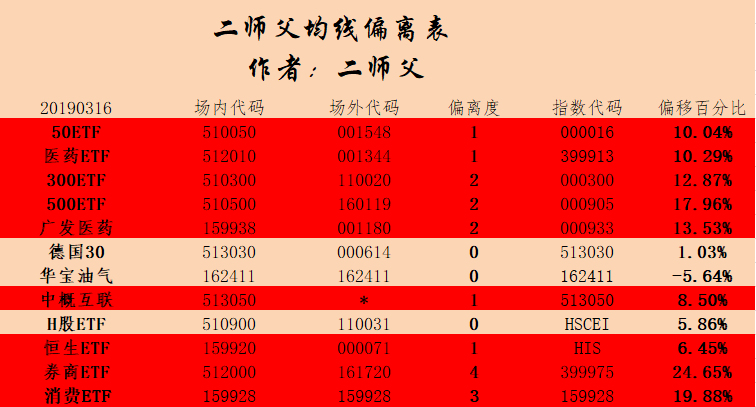 二师父均线偏离表
作者：二师父
20190316 场内代码 场外代码 偏离度 指数代码 偏移百分比
50ETF 510050 001548 1 000016 10.04%
医药ETF 512010 001344 1 399913 10.29%
300ETF 510300 110020 2 000300 12.87%
500ETF 510500 160119 2 000905 17.96%
广发医药 159938 001180 2 000933 13.53%
德国30 513030 000614 0 513030 1.03%
华宝油气 162411 162411 0 162411 -5.64%
中概互联 513050 * 1 513050 8.50%
H股ETF 510900 110031 0 HSCEI 5.86%
恒生ETF 159920 000071 1 HIS 6.45%
券商ETF 512000 161720 4 399975 24.65%
消费ETF 159928 159928 3 159928 19.88%